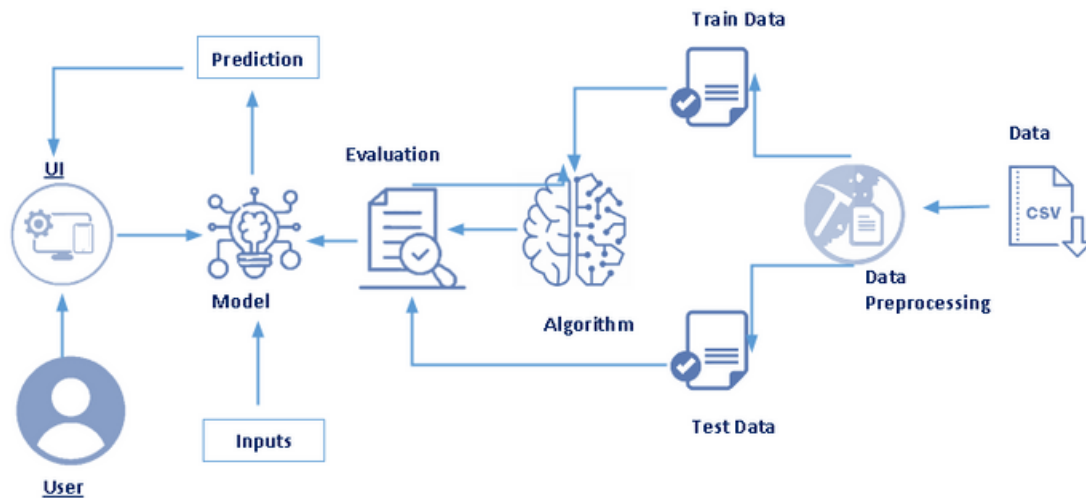 Train Data
Prediction
Data
Evaluation
UI
CSV
Model
Data
Preprocessing
Algorithm
Test Data
Inputs
User